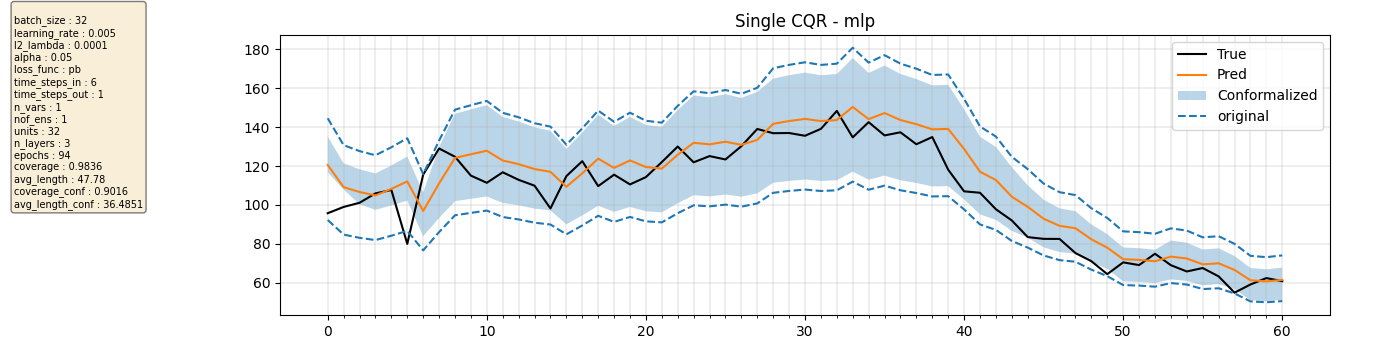 Single CQR - mlp
batch_size : 32
learning_rate : 0.005
l2_lambda : 0.0001
alpha : 0.05
loss_func : pb
time_steps_in : 6
time_steps_out : 1
n_vars : 1
nof_ens : 1
units : 32
n_layers : 3
epochs : 94
coverage : 0.9836
avg_length : 47.78
coverage_conf : 0.9016
avg_length_conf : 36.4851
180
160
140
120
100
80
60
True
Pred
Conformalized
original
0 10 20 30 40 50 60